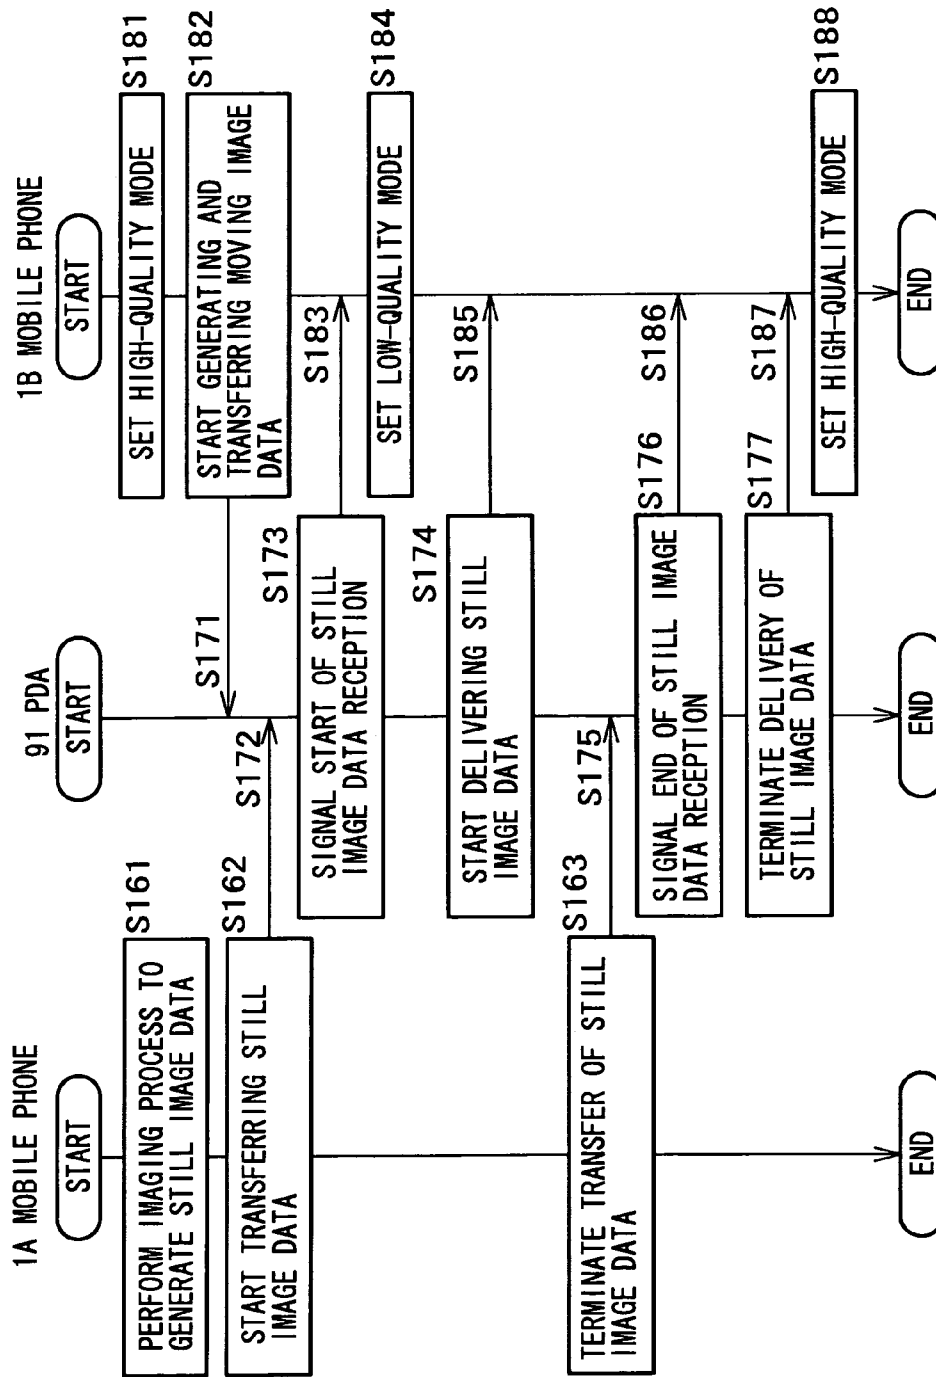 1A MOBILE PHONE
START
PERFORM IMAGING PROCESS TO
GENERATE STILL IMAGE DATA
S161
START TRANSFERRING STILL
IMAGE DATA
S162
TERMINATE TRANSFER OF STILL
IMAGE DATA
S163
END
91 PDA
START
S171
S172
SIGNAL START OF STILL
IMAGE DATA RECEPTION
S173
START DELIVERING STILL
IMAGE DATA
S174
S175
SIGNAL END OF STILL IMAGE
DATA RECEPTION
S176
TERMINATE DELIVERY OF
STILL IMAGE DATA
S177
END
1B MOBILE PHONE
START
SET HIGH-QUALITY MODE
S181
START GENERATING AND
TRANSFERRING MOVING IMAGE
DATA
S182
S183
SET LOW-QUALITY MODE
S184
S185
S186
S187
SET HIGH-QUALITY MODE
S188
END